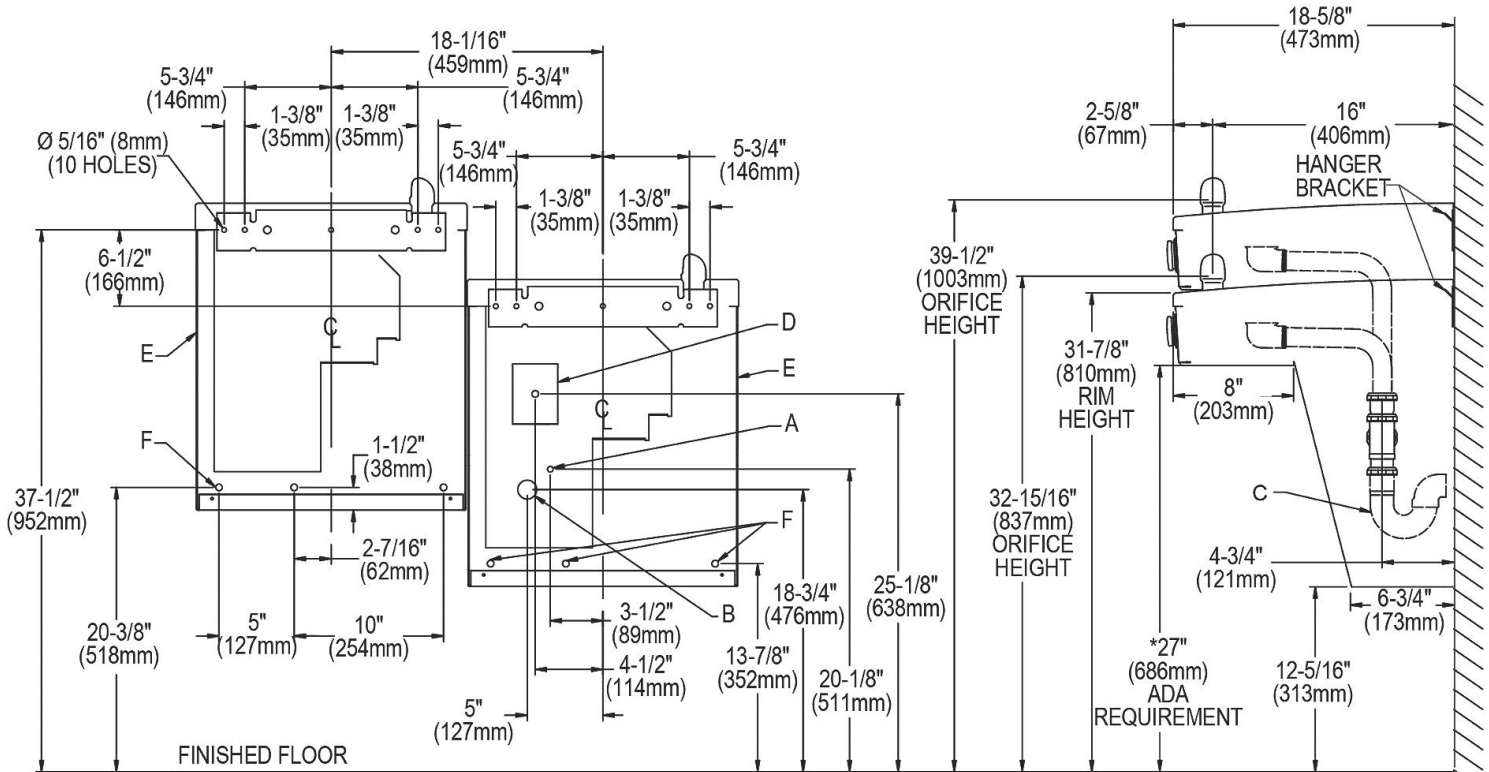 18-1/16"
(459mm)
5-3/4"
(146mm)
5-3/4"
(146mm)
1-3/8"
(35mm)
1-3/8"
(35mm)
Ø 5/16" (8mm)
(10 HOLES)
5-3/4"
(146mm)
5-3/4"
(146mm)
1-3/8"
(35mm)
1-3/8"
(35mm)
6-1/2"
(166mm)
E
CL
D
E
CL
A
F
1-1/2"
(38mm)
37-1/2"
(952mm)
F
2-7/16"
(62mm)
B
3-1/2"
(89mm)
18-3/4"
(476mm)
25-1/8"
(638mm)
20-3/8"
(518mm)
5"
(127mm)
10"
(254mm)
4-1/2"
(114mm)
13-7/8"
(352mm)
20-1/8"
(511mm)
5"
(127mm)
FINISHED FLOOR
18-5/8"
(473mm)
2-5/8"
(67mm)
16"
(406mm)
HANGER
BRACKET
39-1/2"
(1003mm)
ORIFICE
HEIGHT
31-7/8"
(810mm)
RIM
HEIGHT
8"
(203mm)
32-15/16"
(837mm)
ORIFICE
HEIGHT
C
4-3/4"
(121mm)
6-3/4"
(173mm)
*27"
(686mm)
ADA
REQUIREMENT
12-5/16"
(313mm)